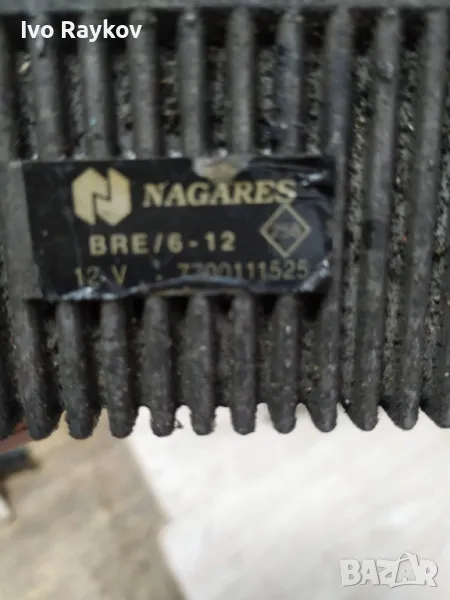 Ivo Raykov
NAGARES
BRE/6-12
12 V 7700111525
BAZAR